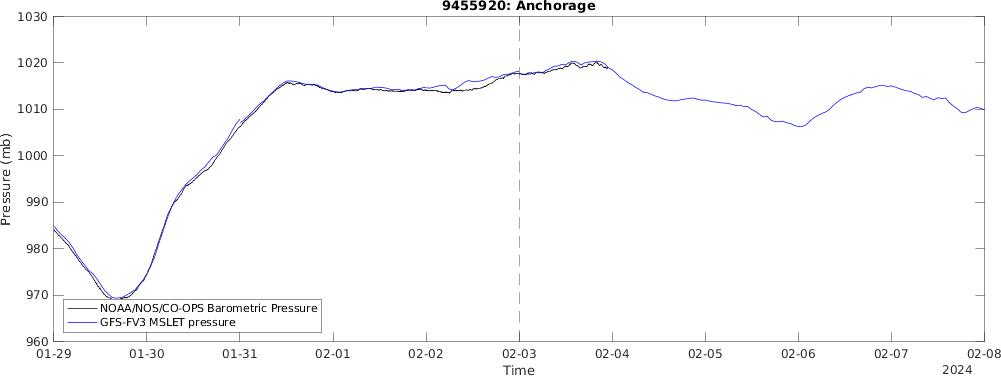 9455920: Anchorage
1030
1020
1010
1000
990
980
970
960
Pressure (mb)
NOAA/NOS/CO-OPS Barometric Pressure
GFS-FV3 MSLET pressure
01-29 01-30 01-31 02-01 02-02 02-03 02-04 02-05 02-06 02-07 02-08
Time
2024